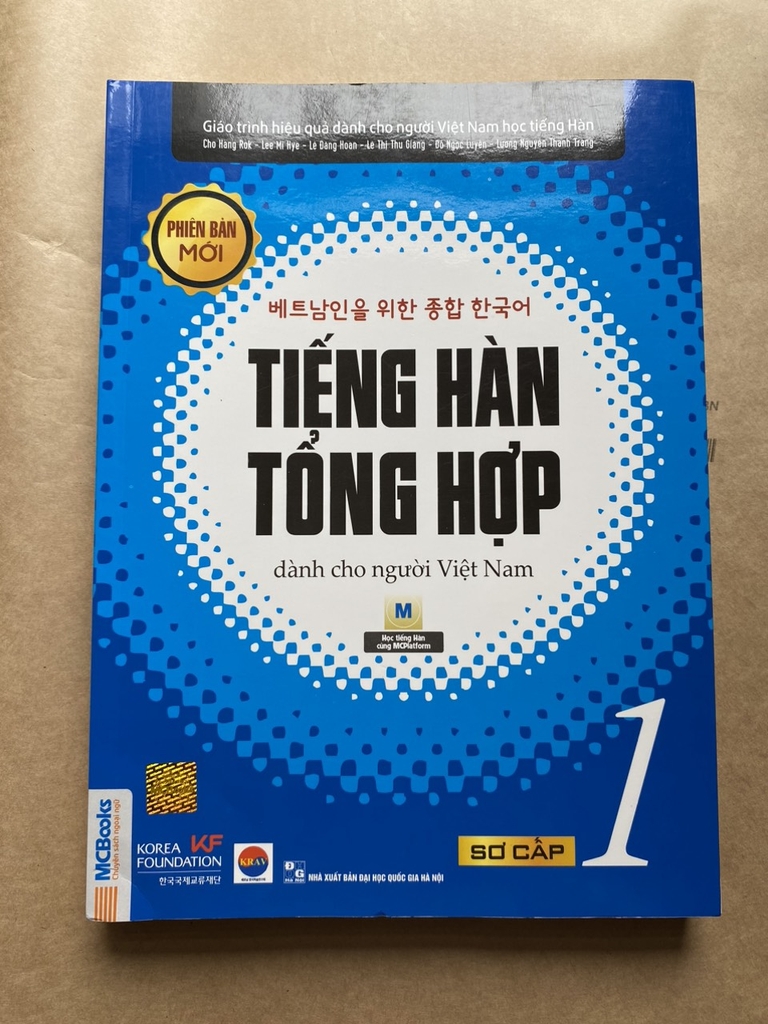 Giáo trình hiệu quả dành cho người Việt Nam học tiếng Hàn
Cho Hang Rok - Lee Mi Hye - Lê Đăng Hoan - Lê Thị Thu Giang - Đỗ Ngọc Luyến - Lương Nguyễn Thanh Trang
PHIÊN BẢN
MỚI
베트남인을 위한 종합 한국어
TIẾNG HÀN
TỔNG HỢP
dành cho người Việt Nam
M
Học tiếng Hàn
cùng MCPlatform
1
SƠ CẤP
MCBooks
Chuyên sách ngoại ngữ
KOREA KF
FOUNDATION
한국국제교류재단
KRAV
NHÀ XUẤT BẢN ĐẠI HỌC QUỐC GIA HÀ NỘI